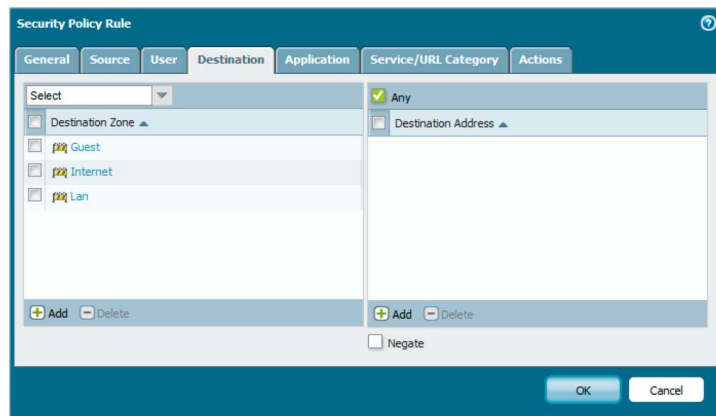 Security Policy Rule
General Source User Destination Application Service/URL Category Actions
Select
Any
Destination Zone
Destination Address
Guest
Internet
Lan
Add Delete
Add Delete
Negate
OK Cancel